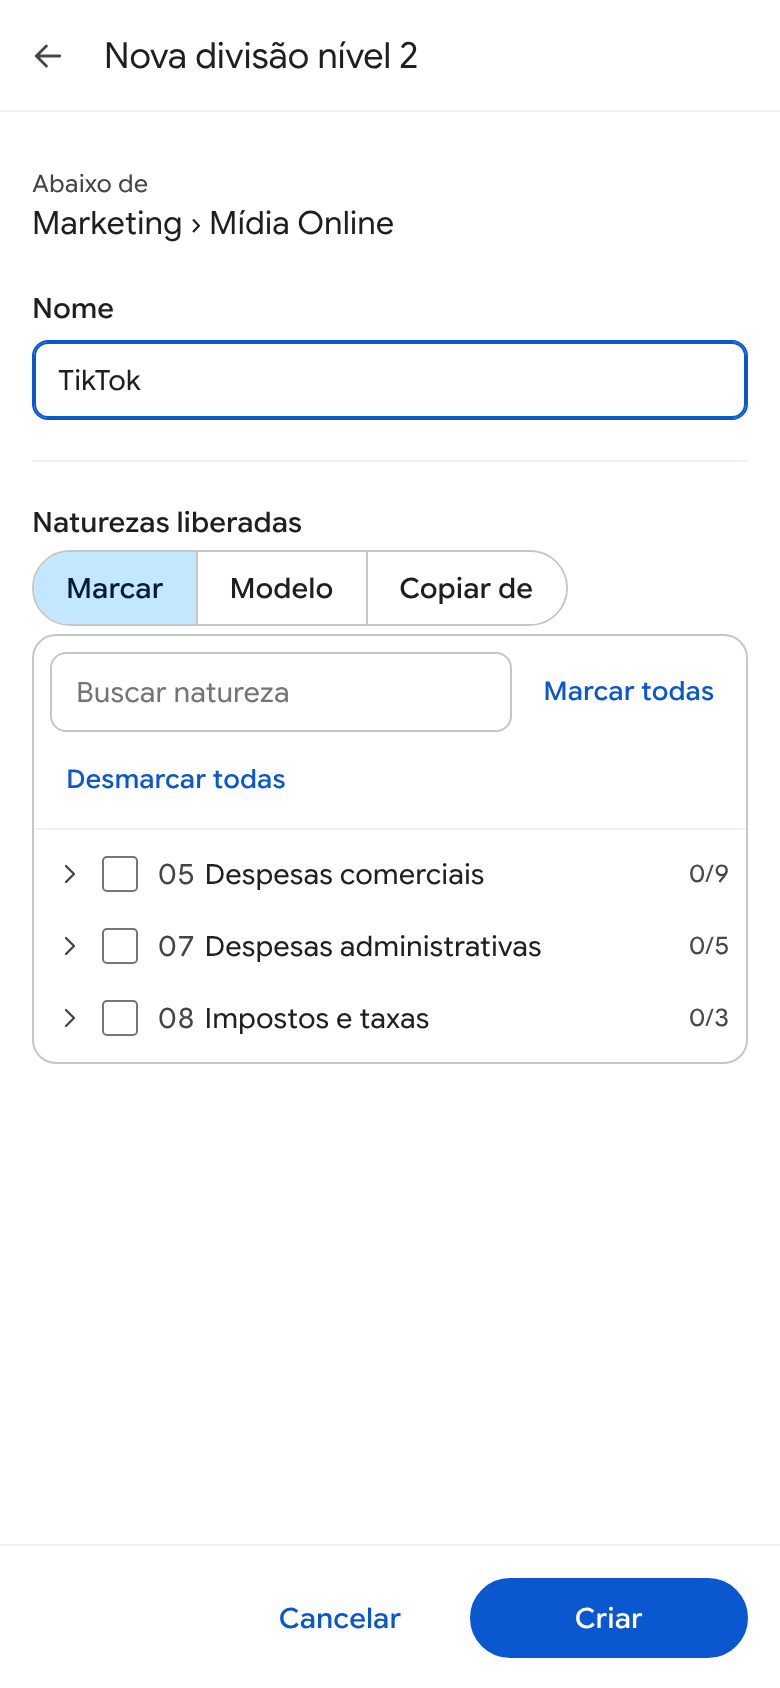 Nova divisão nível 2
Abaixo de
Marketing › Mídia Online
Nome
TikTok
Naturezas liberadas
Marcar Modelo Copiar de
Buscar natureza Marcar todas
Desmarcar todas
05 Despesas comerciais 0/9
07 Despesas administrativas 0/5
08 Impostos e taxas 0/3
Cancelar Criar